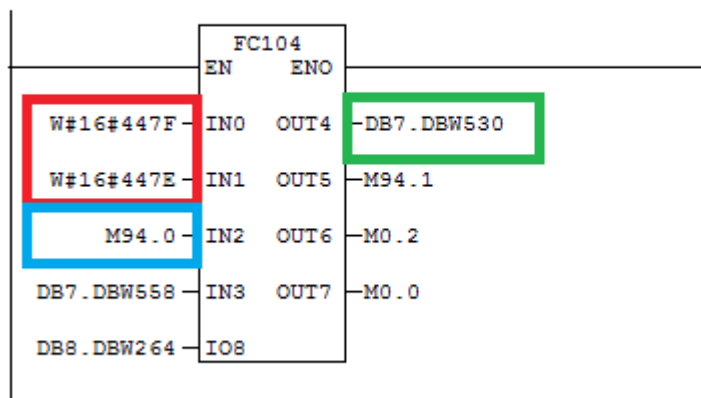 FC104
EN ENO
W#16#447F IN0 OUT4 DB7.DBW530
W#16#447E IN1 OUT5 M94.1
M94.0 IN2 OUT6 M0.2
DB7.DBW558 IN3 OUT7 M0.0
DB8.DBW264 IO8